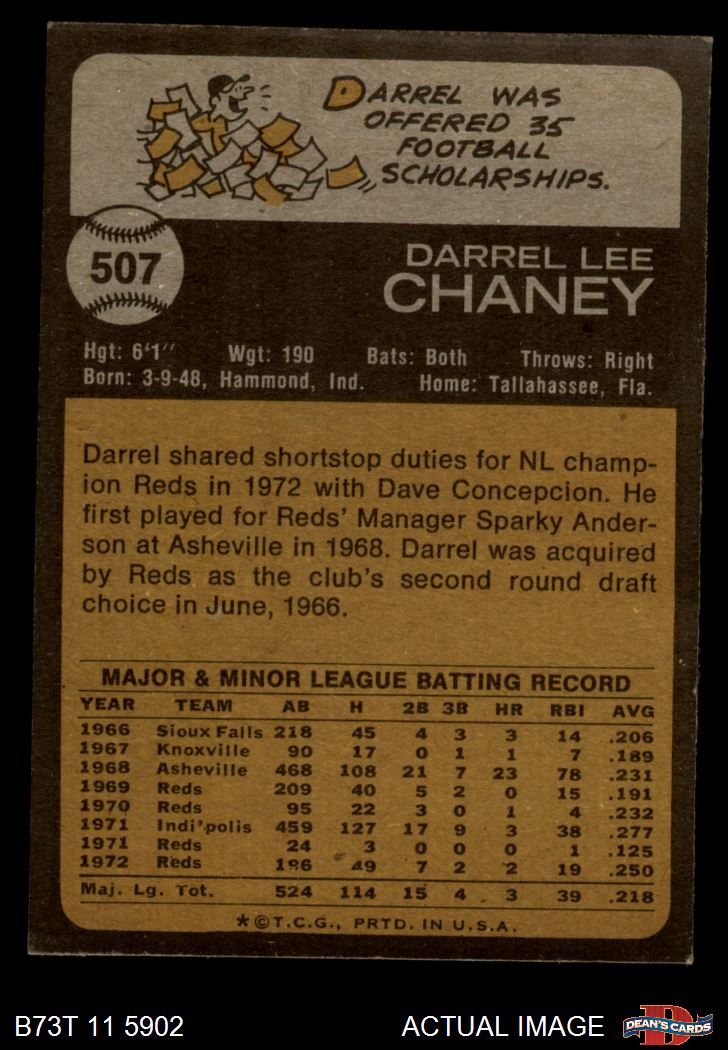 DARREL WAS
OFFERED 35
FOOTBALL
SCHOLARSHIPS.
507
DARREL LEE
CHANEY
Hgt: 6'1" Wgt: 190 Bats: Both Throws: Right
Born: 3-9-48, Hammond, Ind. Home: Tallahassee, Fla.
Darrel shared shortstop duties for NL champ-
ion Reds in 1972 with Dave Concepcion. He
first played for Reds' Manager Sparky Ander-
son at Asheville in 1968. Darrel was acquired
by Reds as the club's second round draft
choice in June, 1966.
MAJOR & MINOR LEAGUE BATTING RECORD
YEAR TEAM AB H 2B 3B HR RBI AVG
1966 Sioux Falls 218 45 4 3 3 14 .206
1967 Knoxville 90 17 0 1 1 7 .189
1968 Asheville 468 108 21 7 23 78 .231
1969 Reds 209 40 5 2 0 15 .191
1970 Reds 95 22 3 0 1 4 .232
1971 Indi'polis 459 127 17 9 3 38 .277
1971 Reds 24 3 0 0 0 1 .125
1972 Reds 196 49 7 2 2 19 .250
Maj. Lg. Tot. 524 114 15 4 3 39 .218
*©T.C.G., PRTD. IN U.S.A.
B73T 11 5902 ACTUAL IMAGE DEAN'S CARDS